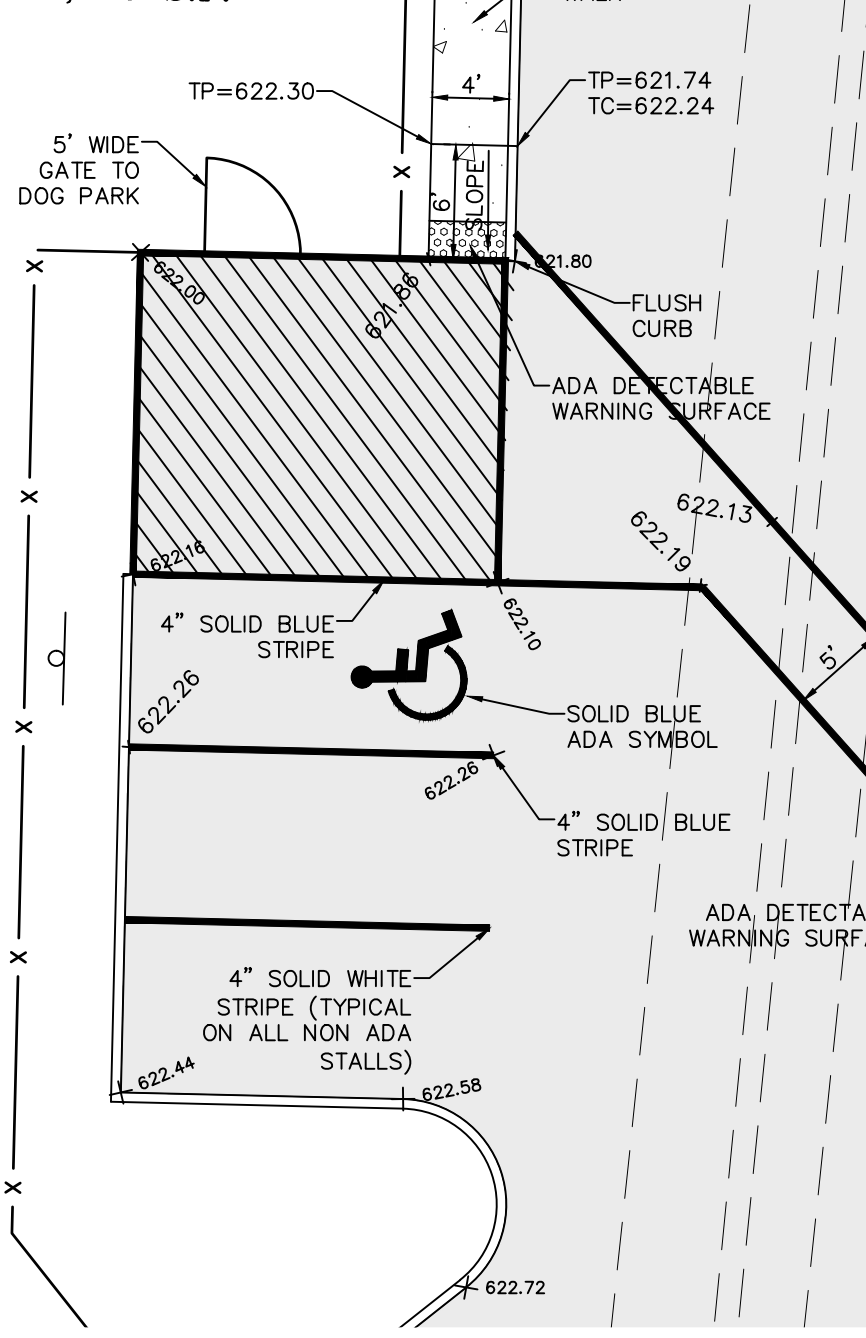 4'
TP=622.30
TP=621.74
TC=622.24
5' WIDE
GATE TO
DOG PARK
X
6'
SLOPE
X
622.00
621.86
621.80
FLUSH
CURB
ADA DETECTABLE
WARNING SURFACE
X
622.13
622.19
622.16
4" SOLID BLUE
STRIPE
622.10
5'
622.26
SOLID BLUE
ADA SYMBOL
X
622.26
4" SOLID BLUE
STRIPE
ADA DETECTA
WARNING SURFA
X
4" SOLID WHITE
STRIPE (TYPICAL
ON ALL NON ADA
STALLS)
622.44
622.58
X
622.72